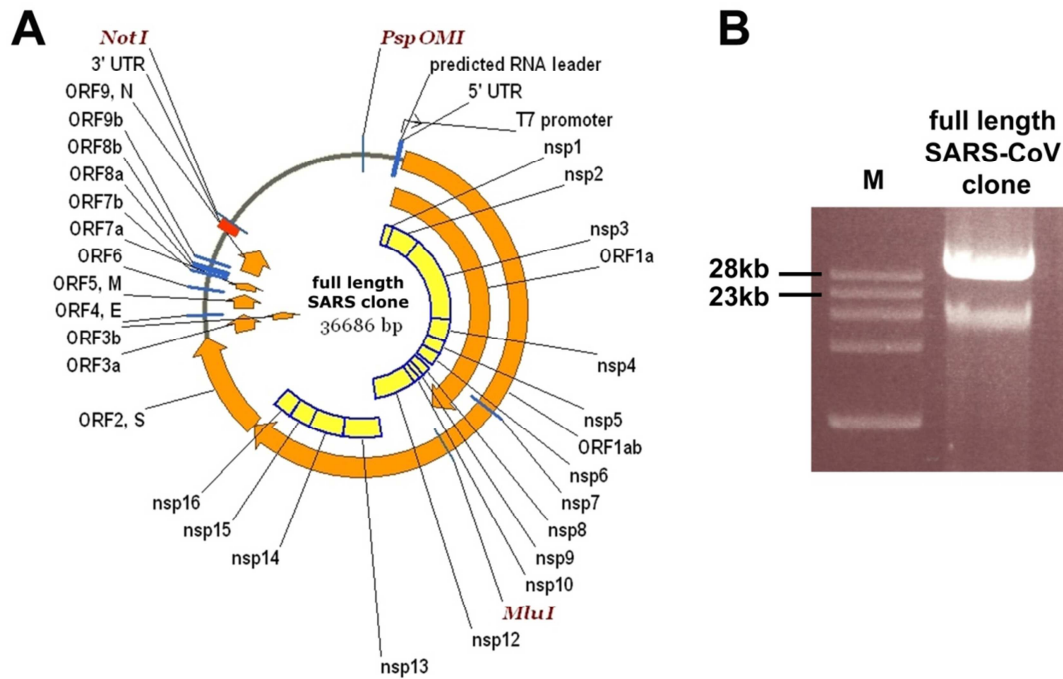 A
NotI
3' UTR
ORF9, N
ORF9b
ORF8b
ORF8a
ORF7b
ORF7a
ORF6
ORF5, M
ORF4, E
ORF3b
ORF3a
ORF2, S
PspOMI
predicted RNA leader
5' UTR
T7 promoter
nsp1
nsp2
nsp3
ORF1a
nsp4
nsp5
ORF1ab
nsp6
nsp7
nsp8
nsp9
nsp10
MluI
nsp12
nsp13
nsp14
nsp15
nsp16
full length
SARS clone
36686 bp
B
full length
SARS-CoV
clone
M
28kb
23kb